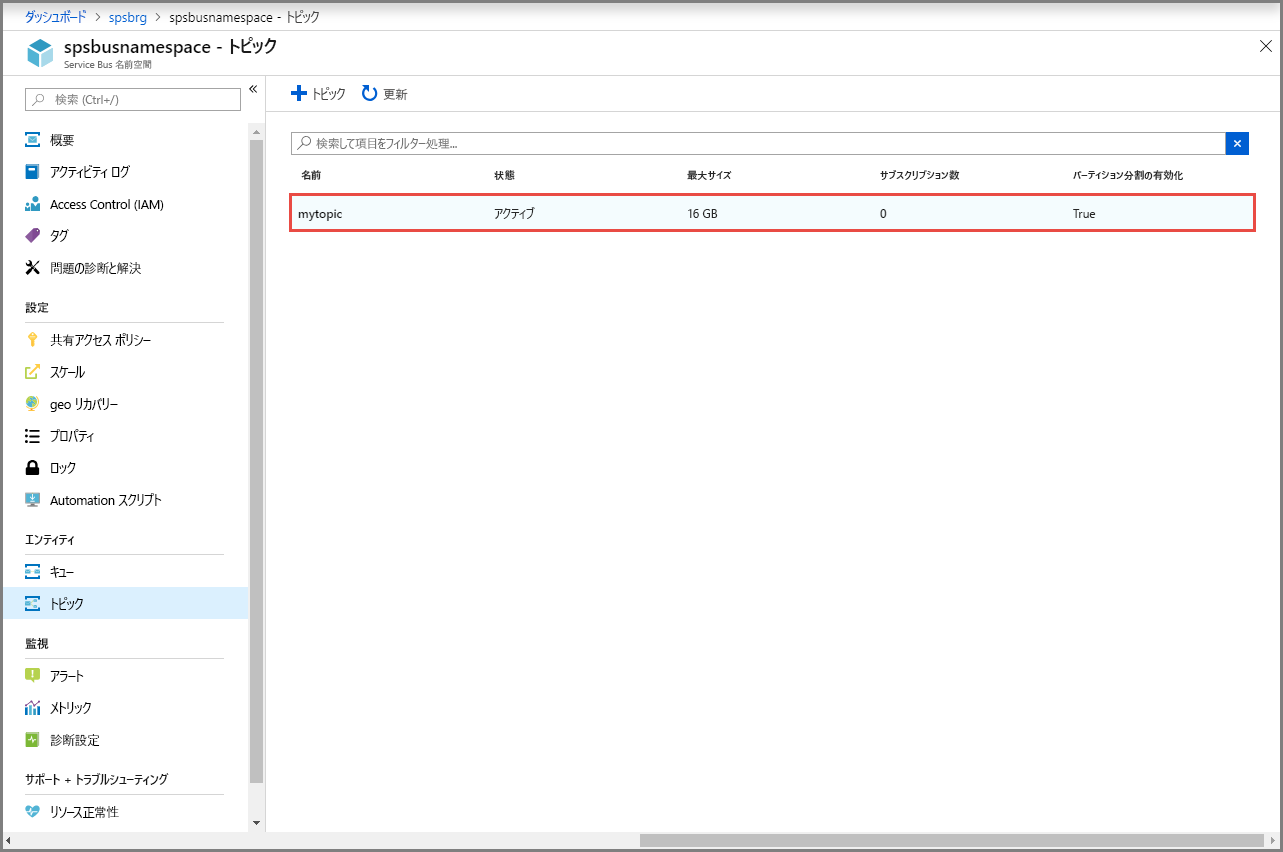 ダッシュボード > spsbrg > spsbusnamespace - トピック
spsbusnamespace - トピック
Service Bus 名前空間
検索 (Ctrl+/)
«
概要
アクティビティ ログ
Access Control (IAM)
タグ
問題の診断と解決
設定
共有アクセス ポリシー
スケール
geo リカバリー
プロパティ
ロック
Automation スクリプト
エンティティ
キュー
トピック
監視
アラート
メトリック
診断設定
サポート + トラブルシューティング
リソース正常性
トピック 更新
検索して項目をフィルター処理...
名前 状態 最大サイズ サブスクリプション数 パーティション分割の有効化
mytopic アクティブ 16 GB 0 True